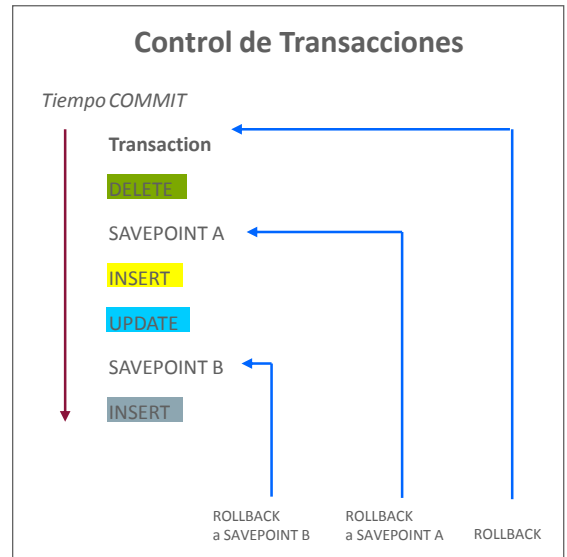 Control de Transacciones
Tiempo COMMIT
Transaction
DELETE
SAVEPOINT A
INSERT
UPDATE
SAVEPOINT B
INSERT
ROLLBACK
a SAVEPOINT B
ROLLBACK
a SAVEPOINT A
ROLLBACK